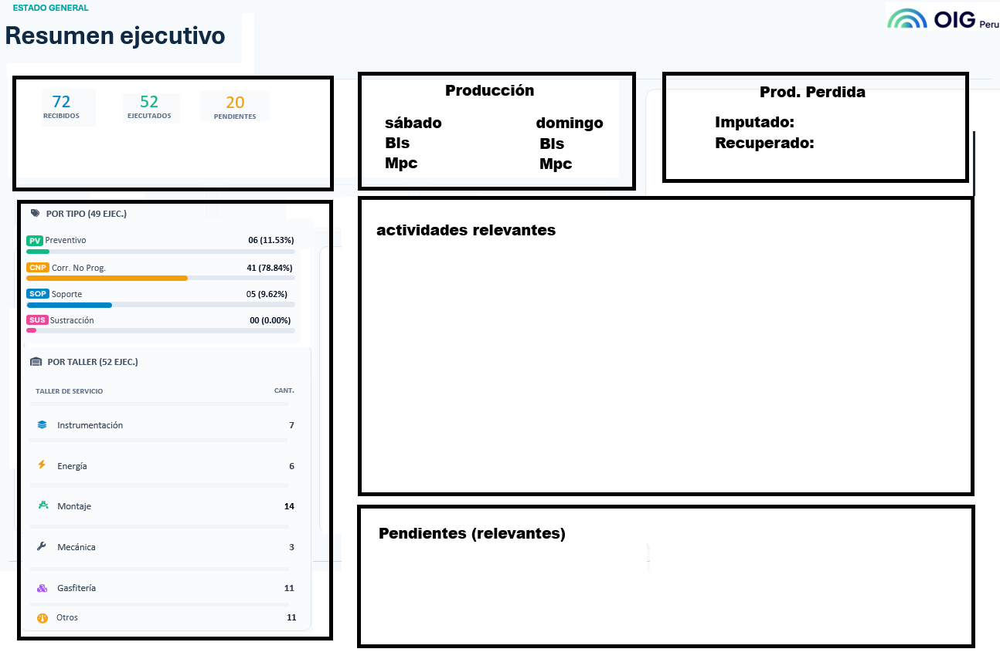 ESTADO GENERAL
Resumen ejecutivo
OIG Peru
72 52 20
RECIBIDOS EJECUTADOS PENDIENTES
Producción
sábado domingo
Bls Bls
Mpc Mpc
Prod. Perdida
Imputado:
Recuperado:
POR TIPO (49 EJEC.)
PV Preventivo 06 (11.53%)
CNP Corr. No Prog. 41 (78.84%)
SOP Soporte 05 (9.62%)
SUS Sustracción 00 (0.00%)
POR TALLER (52 EJEC.)
TALLER DE SERVICIO CANT.
Instrumentación 7
Energía 6
Montaje 14
Mecánica 3
Gasfitería 11
Otros 11
actividades relevantes
Pendientes (relevantes)